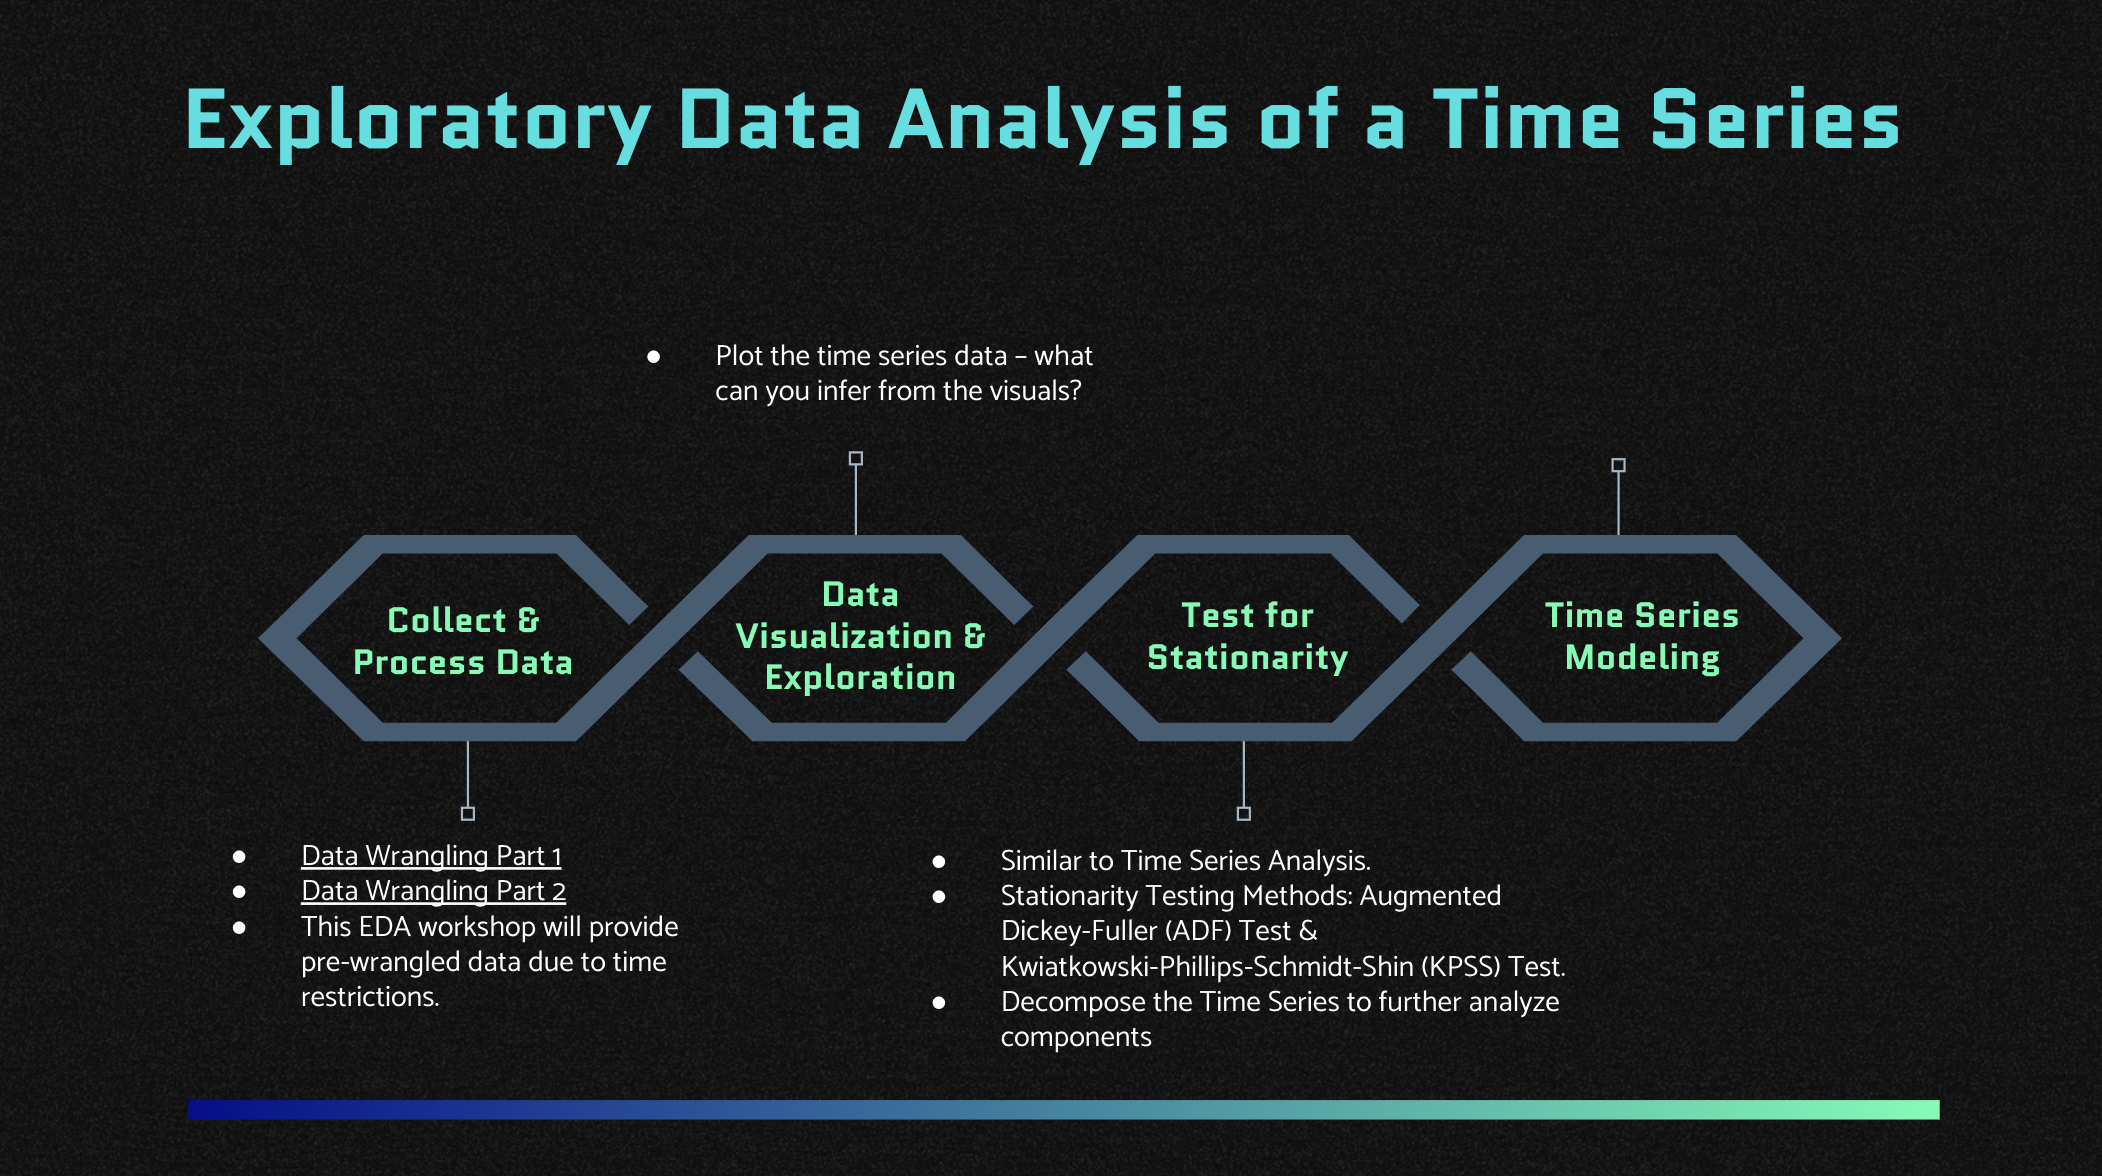 Exploratory Data Analysis of a Time Series
● Plot the time series data – what
can you infer from the visuals?
Collect &
Process Data
Data
Visualization &
Exploration
Test for
Stationarity
Time Series
Modeling
● Data Wrangling Part 1
● Data Wrangling Part 2
● This EDA workshop will provide
pre-wrangled data due to time
restrictions.
● Similar to Time Series Analysis.
● Stationarity Testing Methods: Augmented
Dickey-Fuller (ADF) Test &
Kwiatkowski-Phillips-Schmidt-Shin (KPSS) Test.
● Decompose the Time Series to further analyze
components